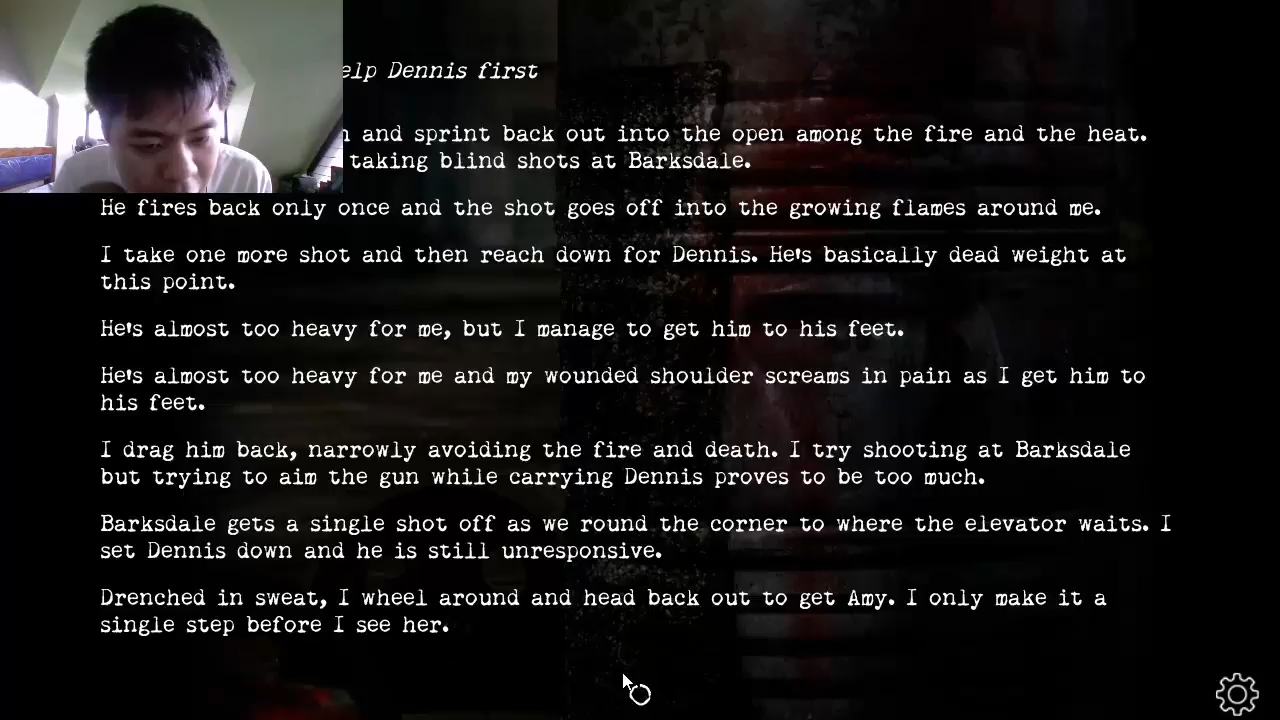 elp Dennis first
and sprint back out into the open among the fire and the heat.
taking blind shots at Barksdale.
He fires back only once and the shot goes off into the growing flames around me.
I take one more shot and then reach down for Dennis. He's basically dead weight at
this point.
He's almost too heavy for me, but I manage to get him to his feet.
He's almost too heavy for me and my wounded shoulder screams in pain as I get him to
his feet.
I drag him back, narrowly avoiding the fire and death. I try shooting at Barksdale
but trying to aim the gun while carrying Dennis proves to be too much.
Barksdale gets a single shot off as we round the corner to where the elevator waits. I
set Dennis down and he is still unresponsive.
Drenched in sweat, I wheel around and head back out to get Amy. I only make it a
single step before I see her.